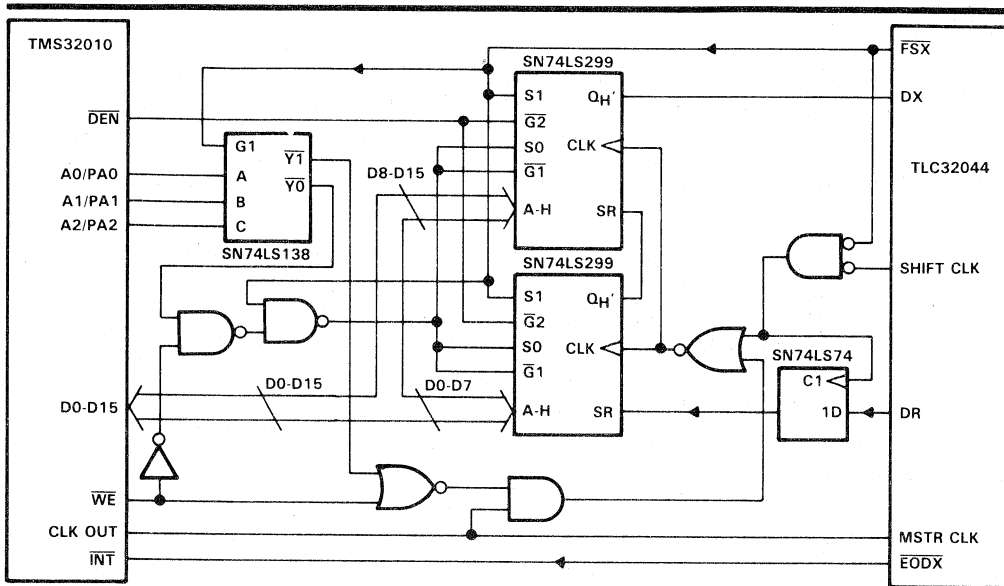 TMS32010
DEN
A0/PA0
A1/PA1
A2/PA2
D0-D15
WE
CLK OUT
INT
G1
A
B
C
Y1
Y0
SN74LS138
D8-D15
D0-D15
D0-D7
SN74LS299
S1
G2
S0
G1
A-H
QH'
CLK
SR
SN74LS299
S1
G2
S0
G1
A-H
QH'
CLK
SR
SN74LS74
C1
1D
FSX
DX
TLC32044
SHIFT CLK
DR
MSTR CLK
EODX